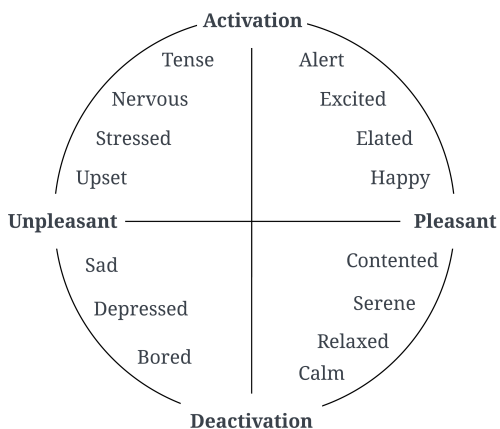 Activation
Tense Alert
Nervous Excited
Stressed Elated
Upset Happy
Unpleasant Pleasant
Sad Contented
Depressed Serene
Relaxed
Bored
Calm
Deactivation